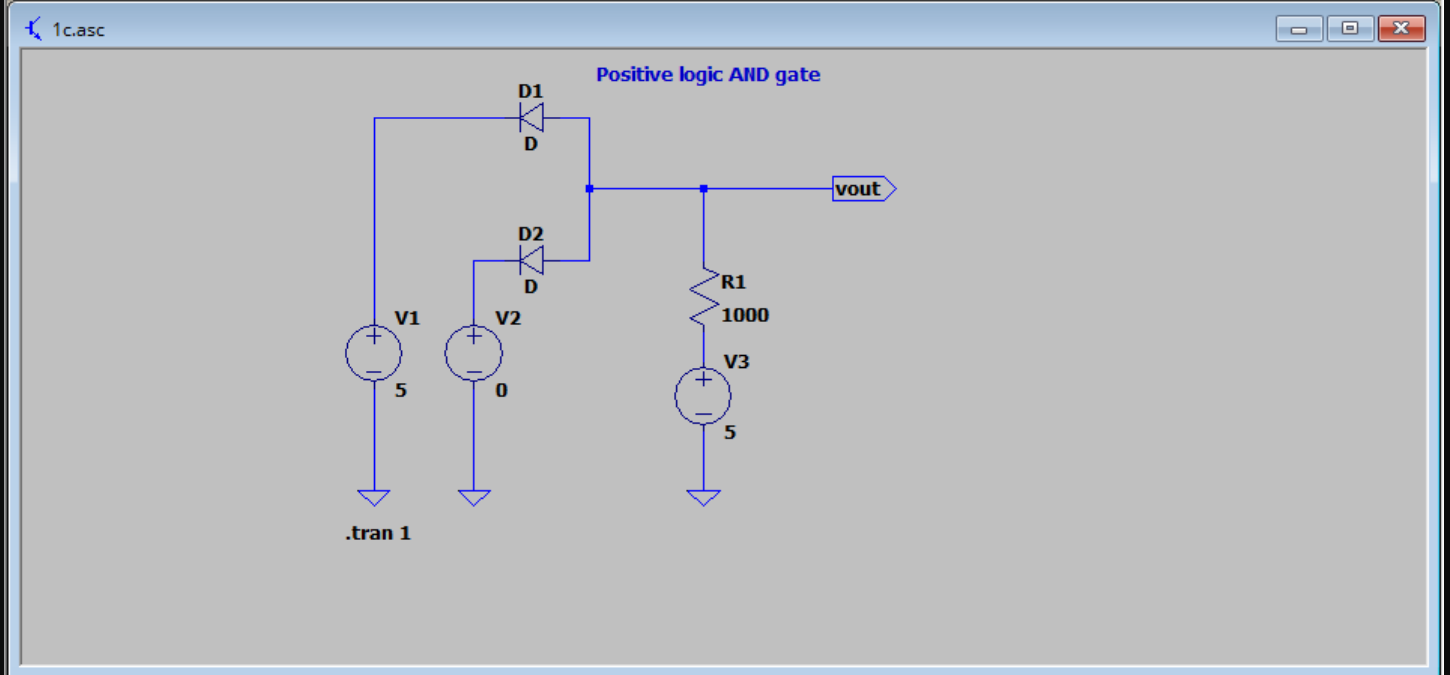 1c.asc
Positive logic AND gate
D1
D
vout
D2
D
R1
1000
V1
V2
V3
5
0
5
.tran 1